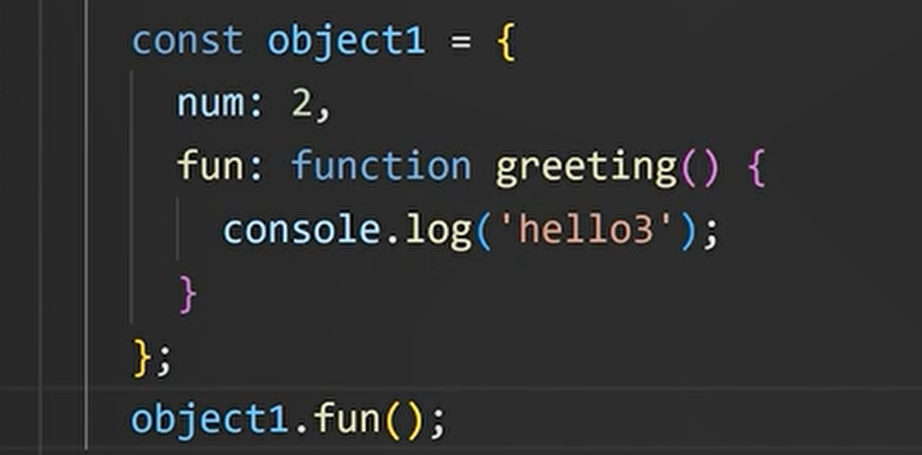 const object1 = {
  num: 2,
  fun: function greeting() {
    console.log('hello3');
  }
};
object1.fun();